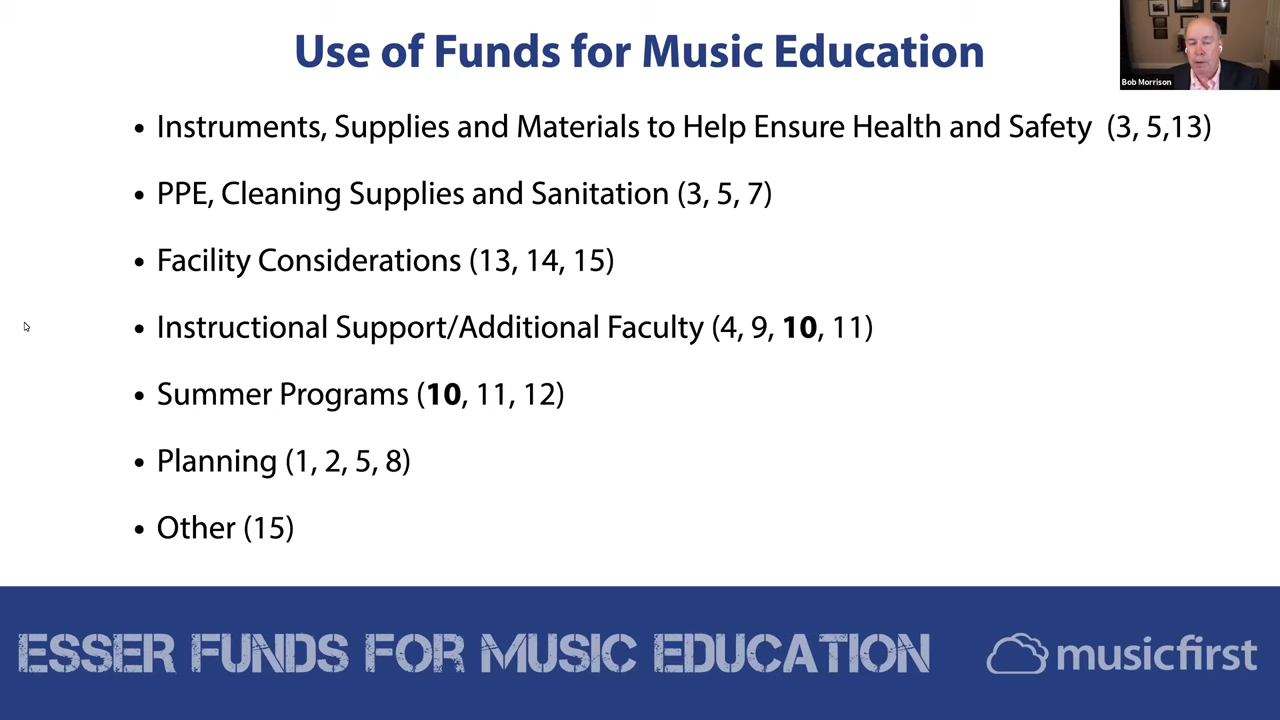 Use of Funds for Music Education
Bob Morrison
• Instruments, Supplies and Materials to Help Ensure Health and Safety (3, 5,13)
• PPE, Cleaning Supplies and Sanitation (3, 5, 7)
• Facility Considerations (13, 14, 15)
• Instructional Support/Additional Faculty (4, 9, 10, 11)
• Summer Programs (10, 11, 12)
• Planning (1, 2, 5, 8)
• Other (15)
ESSER FUNDS FOR MUSIC EDUCATION
musicfirst